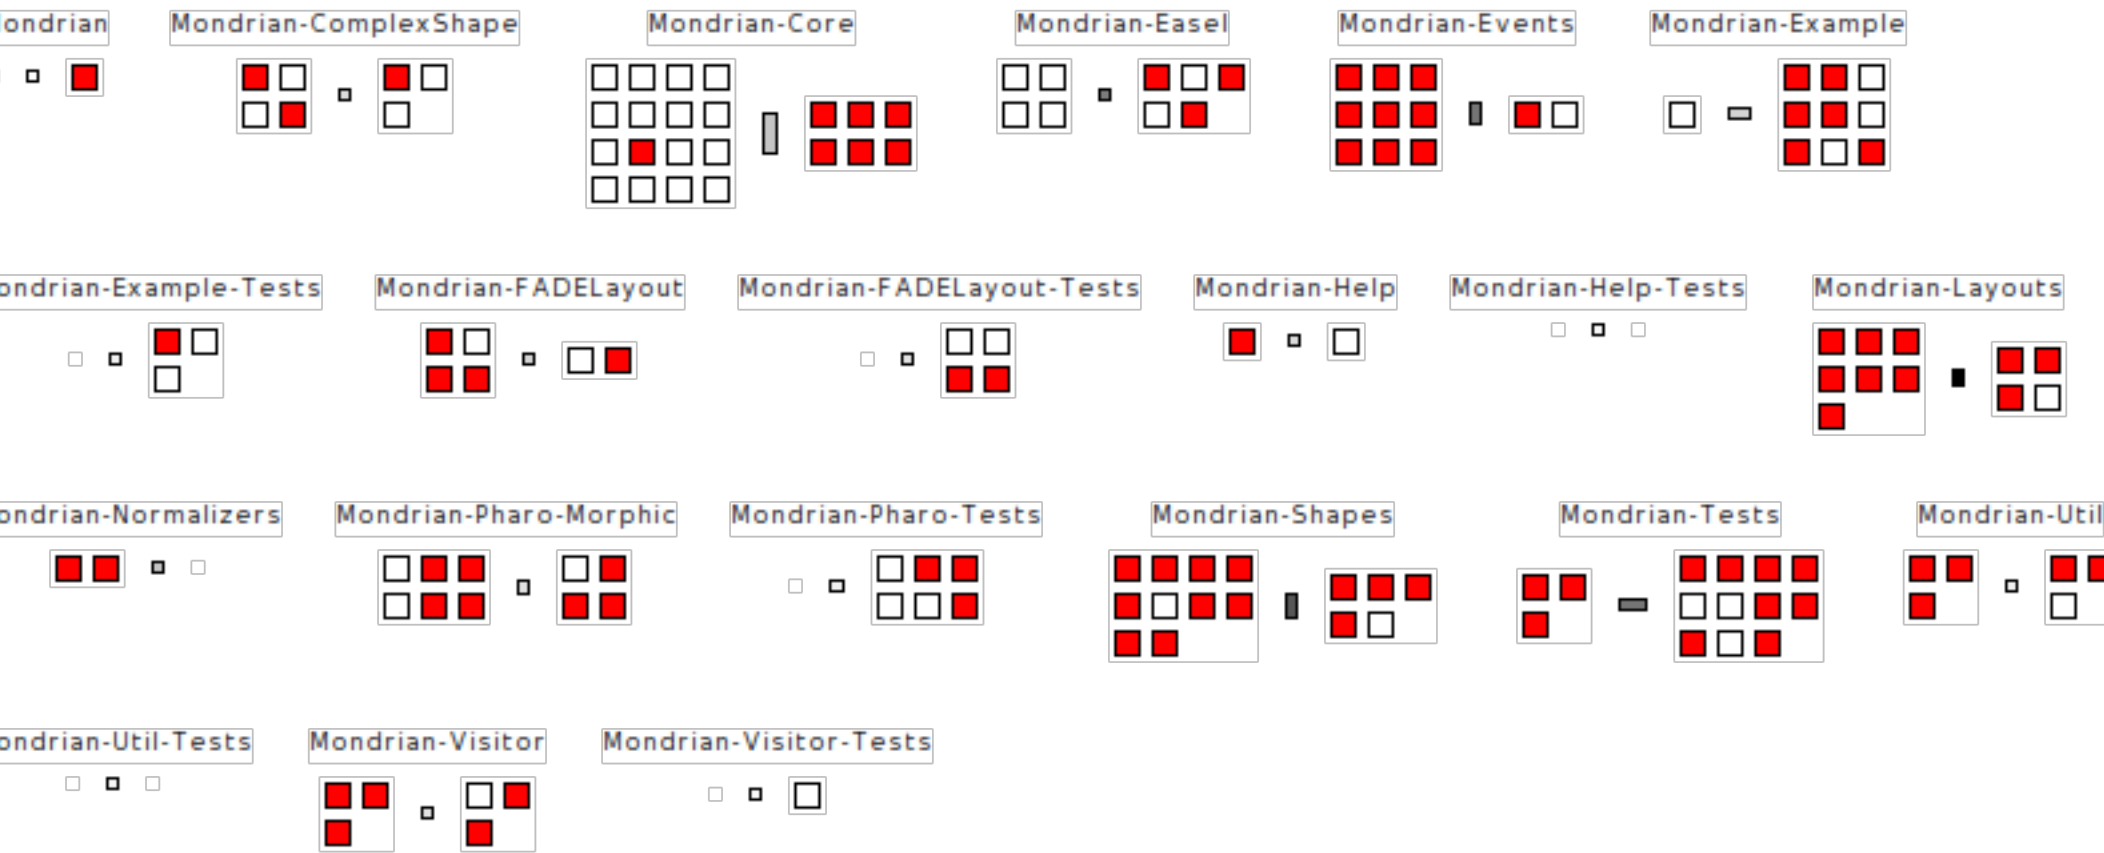 ondrian
Mondrian-ComplexShape
Mondrian-Core
Mondrian-Easel
Mondrian-Events
Mondrian-Example
ondrian-Example-Tests
Mondrian-FADELayout
Mondrian-FADELayout-Tests
Mondrian-Help
Mondrian-Help-Tests
Mondrian-Layouts
ondrian-Normalizers
Mondrian-Pharo-Morphic
Mondrian-Pharo-Tests
Mondrian-Shapes
Mondrian-Tests
Mondrian-Util
ondrian-Util-Tests
Mondrian-Visitor
Mondrian-Visitor-Tests